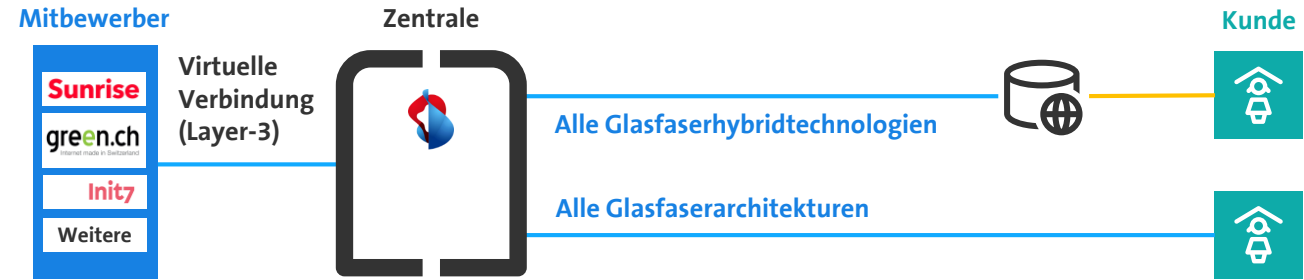 Mitbewerber
Zentrale
Kunde
Sunrise
green.ch
Internet made in Switzerland
Init7
Weitere
Virtuelle
Verbindung
(Layer-3)
Alle Glasfaserhybridtechnologien
Alle Glasfaserarchitekturen